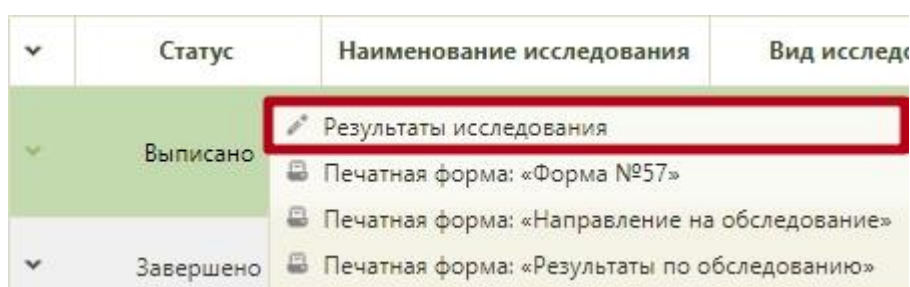 Статус Наименование исследования Вид исследо
Результаты исследования
Выписано
Печатная форма: «Форма №57»
Печатная форма: «Направление на обследование»
Завершено Печатная форма: «Результаты по обследованию»